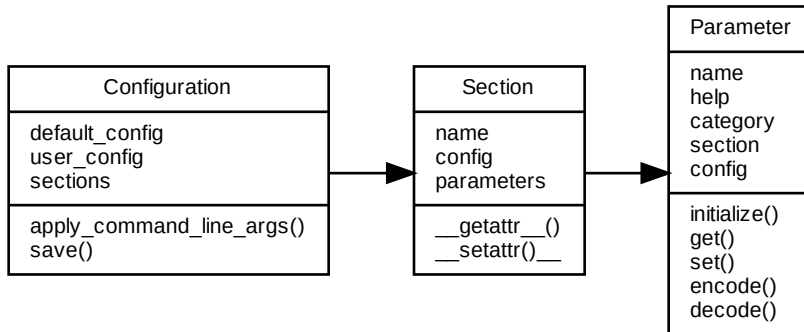 Configuration
default_config
user_config
sections
apply_command_line_args()
save()
Section
name
config
parameters
__getattr__()
__setattr()__
Parameter
name
help
category
section
config
initialize()
get()
set()
encode()
decode()